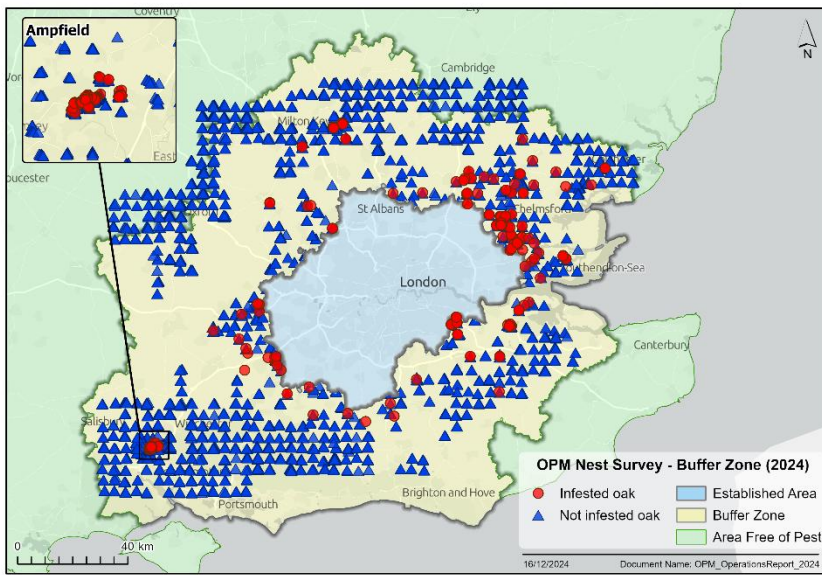 Coventry
Ampfield
Cambridge
Milton Key
St Albans
Chelmsford
Southend-on-Sea
London
Canterbury
Salisbury
Portsmouth
Brighton and Hove
N
OPM Nest Survey - Buffer Zone (2024)
Infested oak
Established Area
Not infested oak
Buffer Zone
Area Free of Pest
0
40 km
16/12/2024
Document Name: OPM_OperationsReport_2024